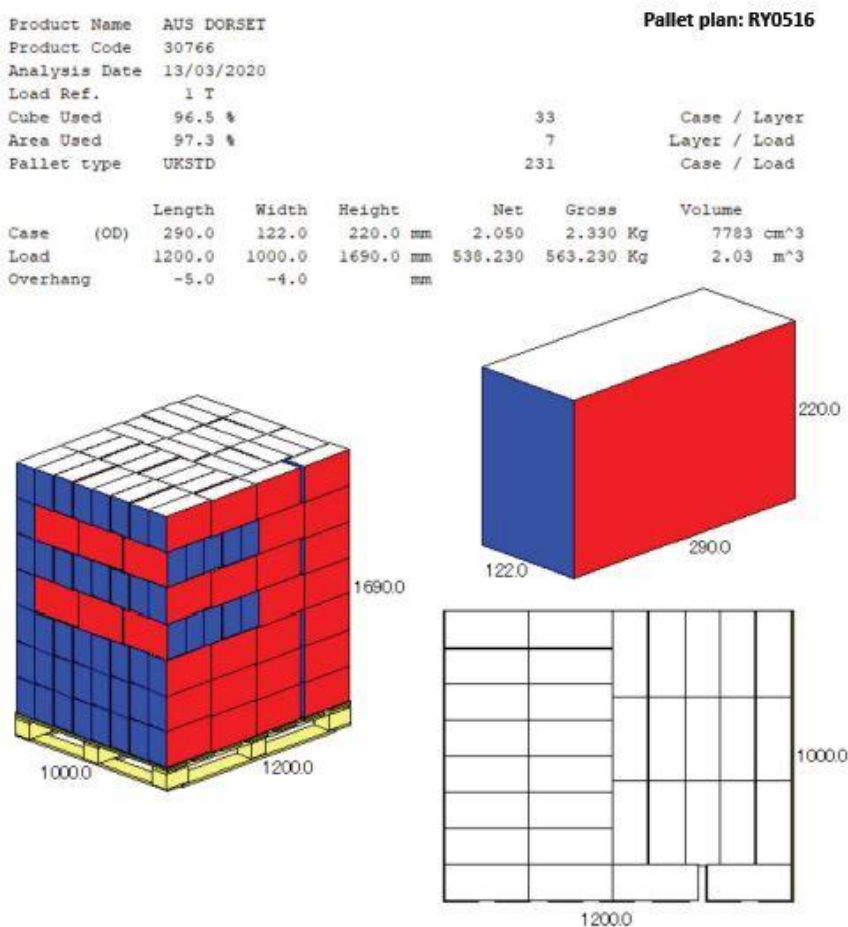 Pallet plan: RY0516
Product Name AUS DORSET
Product Code 30766
Analysis Date 13/03/2020
Load Ref. 1 T
Cube Used 96.5 % 33 Case / Layer
Area Used 97.3 % 7 Layer / Load
Pallet type UKSTD 231 Case / Load
Length Width Height Net Gross Volume
Case (OD) 290.0 122.0 220.0 mm 2.050 2.330 Kg 7783 cm^3
Load 1200.0 1000.0 1690.0 mm 538.230 563.230 Kg 2.03 m^3
Overhang -5.0 -4.0 mm
220.0
290.0
122.0
1690.0
1000.0
1200.0
1000.0
1200.0